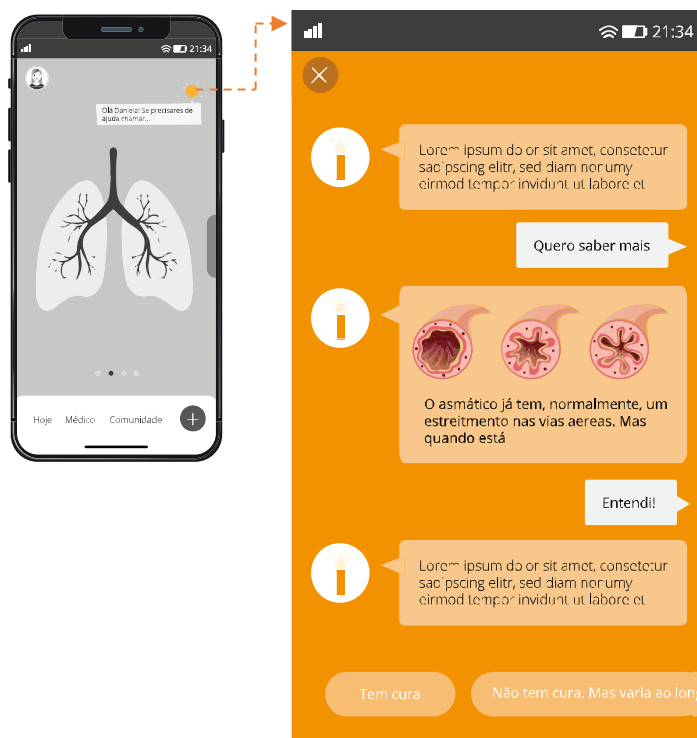 21:34
Olá Daniela! Se precisares de
ajuda chamar...
Hoje Médico Comunidade
21:34
Lorem ipsum dolor sit amet, consetetur
sadipscing elitr, sed diam nonumy
eirmod tempor invidunt ut labore et
Quero saber mais
O asmático já tem, normalmente, um
estreitmento nas vias aereas. Mas
quando está
Entendi!
Lorem ipsum dolor sit amet, consetetur
sadipscing elitr, sed diam nonumy
eirmod tempor invidunt ut labore et
Tem cura
Não tem cura. Mas varia ao long